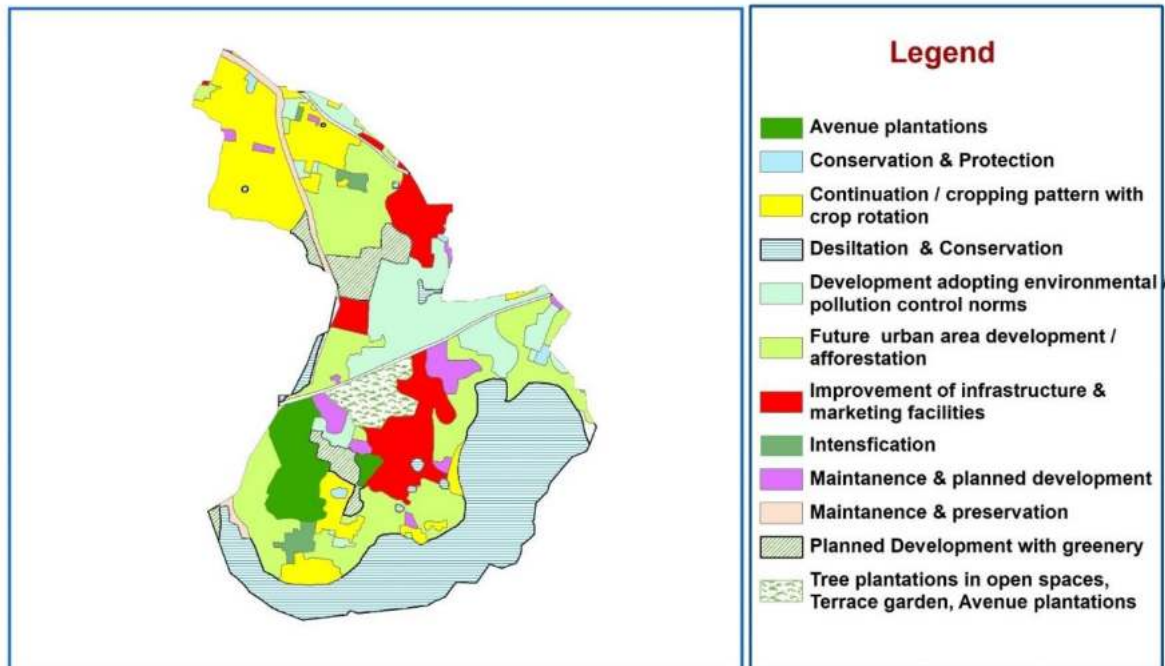 Legend
Avenue plantations
Conservation & Protection
Continuation / cropping pattern with
crop rotation
Desiltation & Conservation
Development adopting environmental /
pollution control norms
Future urban area development /
afforestation
Improvement of infrastructure &
marketing facilities
Intensfication
Maintanence & planned development
Maintanence & preservation
Planned Development with greenery
Tree plantations in open spaces,
Terrace garden, Avenue plantations